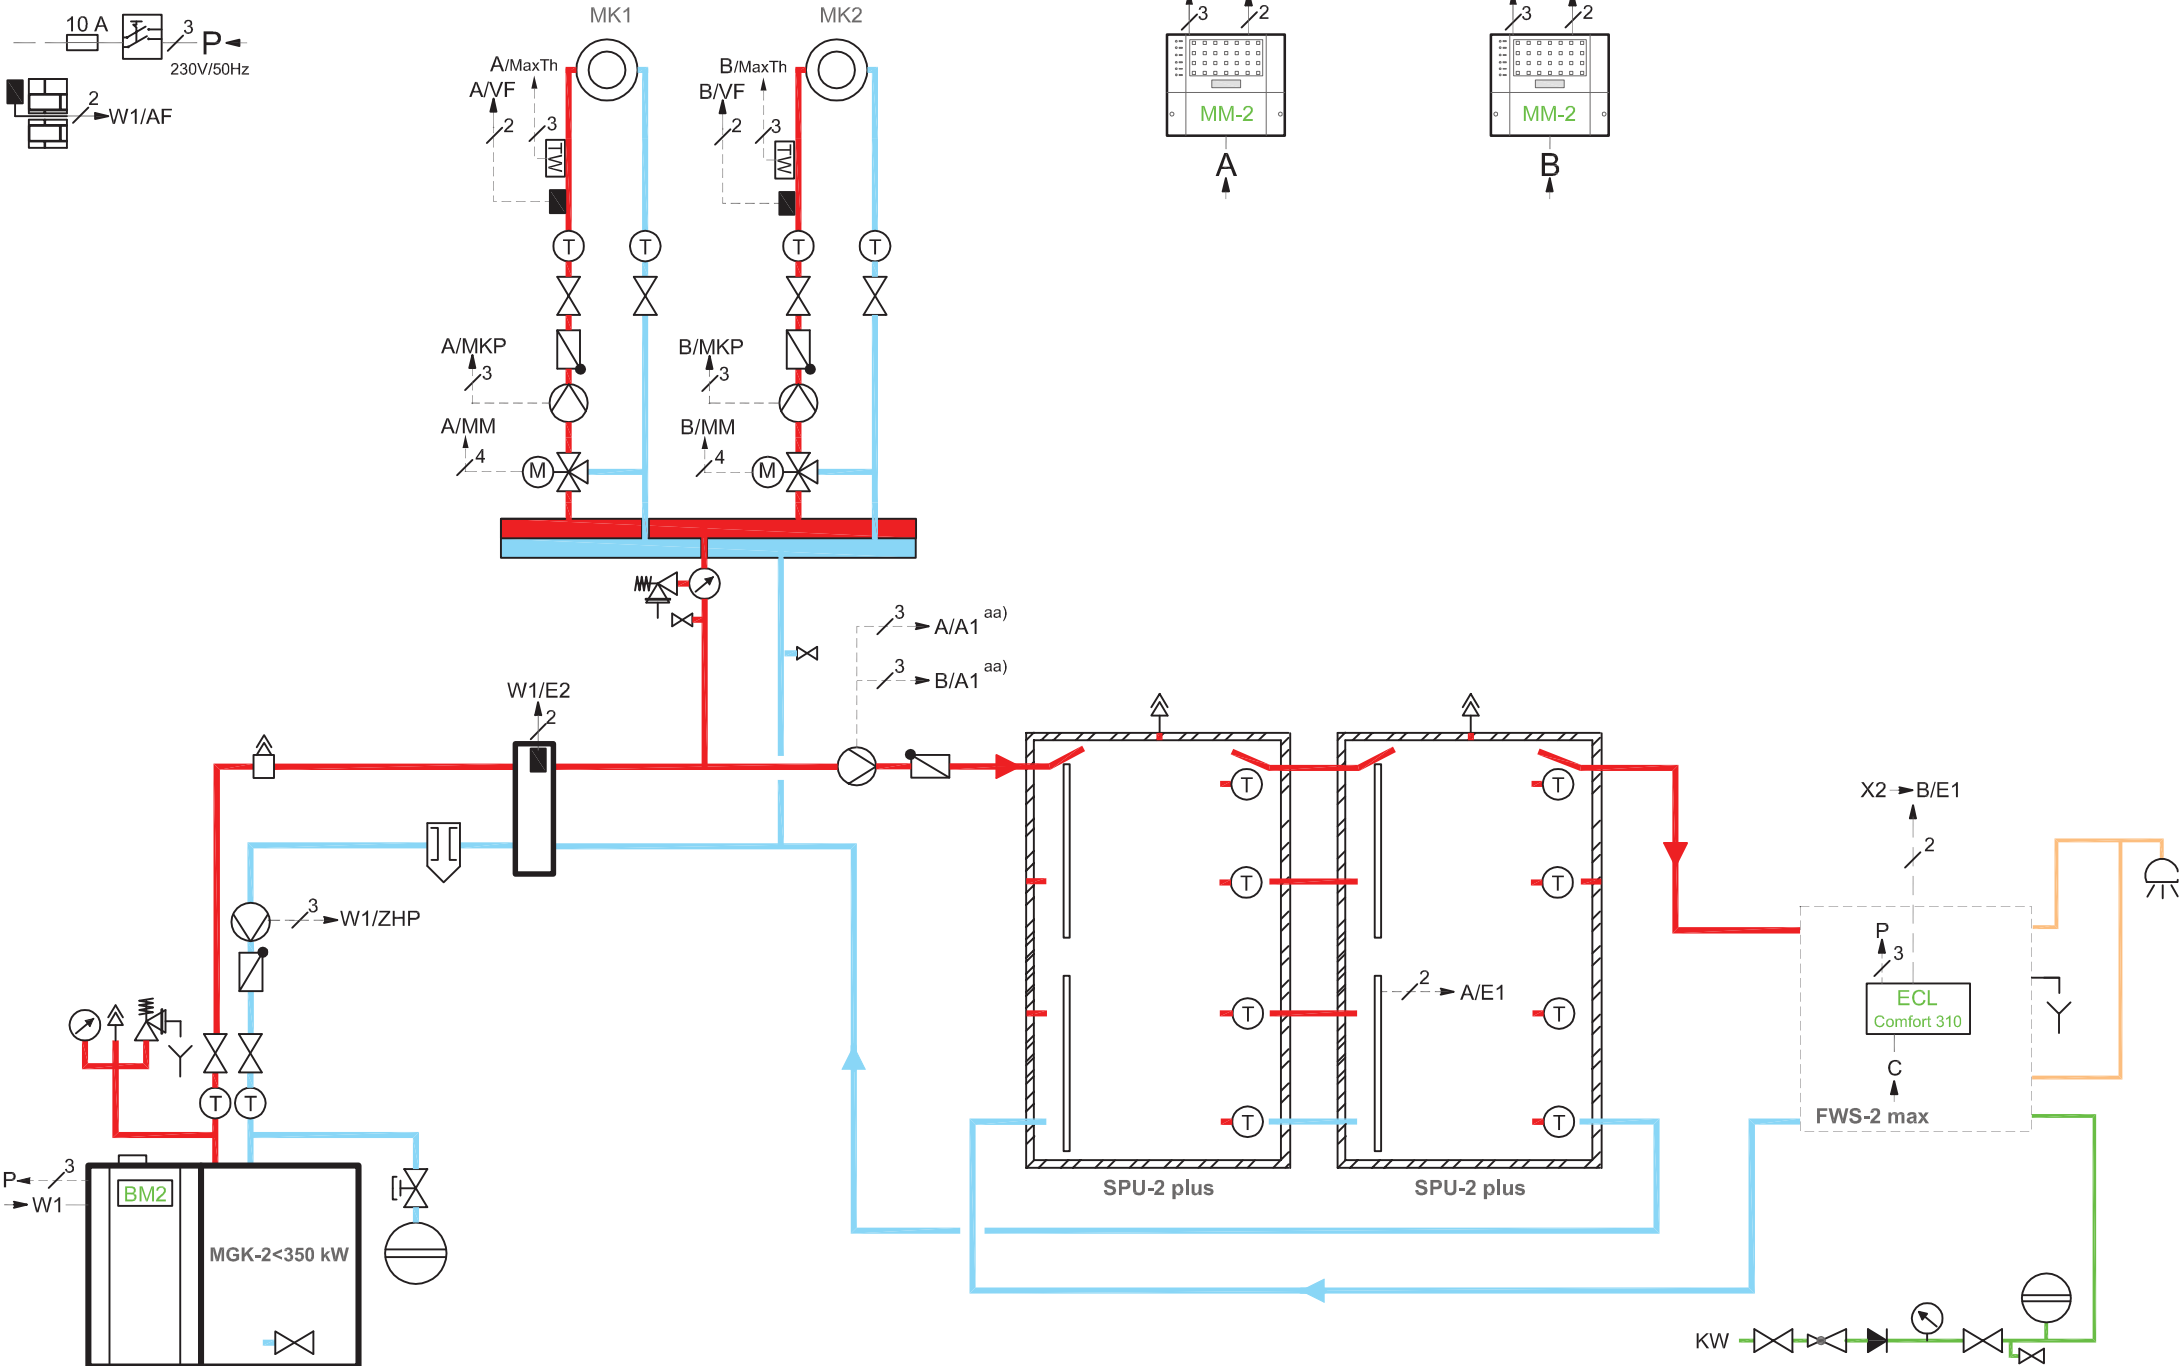 10 A
3
P
230V/50Hz
2
W1/AF
MK1
MK2
A/MaxTh
A/VF
2
3
TW
B/MaxTh
B/VF
2
3
TW
3
2
MM-2
A
3
2
MM-2
B
T
T
T
T
A/MKP
3
B/MKP
3
A/MM
4
M
B/MM
4
M
3
A/A1 aa)
3
B/A1 aa)
W1/E2
2
3
W1/ZHP
T
T
T
T
T
T
T
T
2
A/E1
SPU-2 plus
SPU-2 plus
X2
B/E1
2
P
3
ECL
Comfort 310
C
FWS-2 max
T
T
P
3
W1
BM2
MGK-2<350 kW
KW